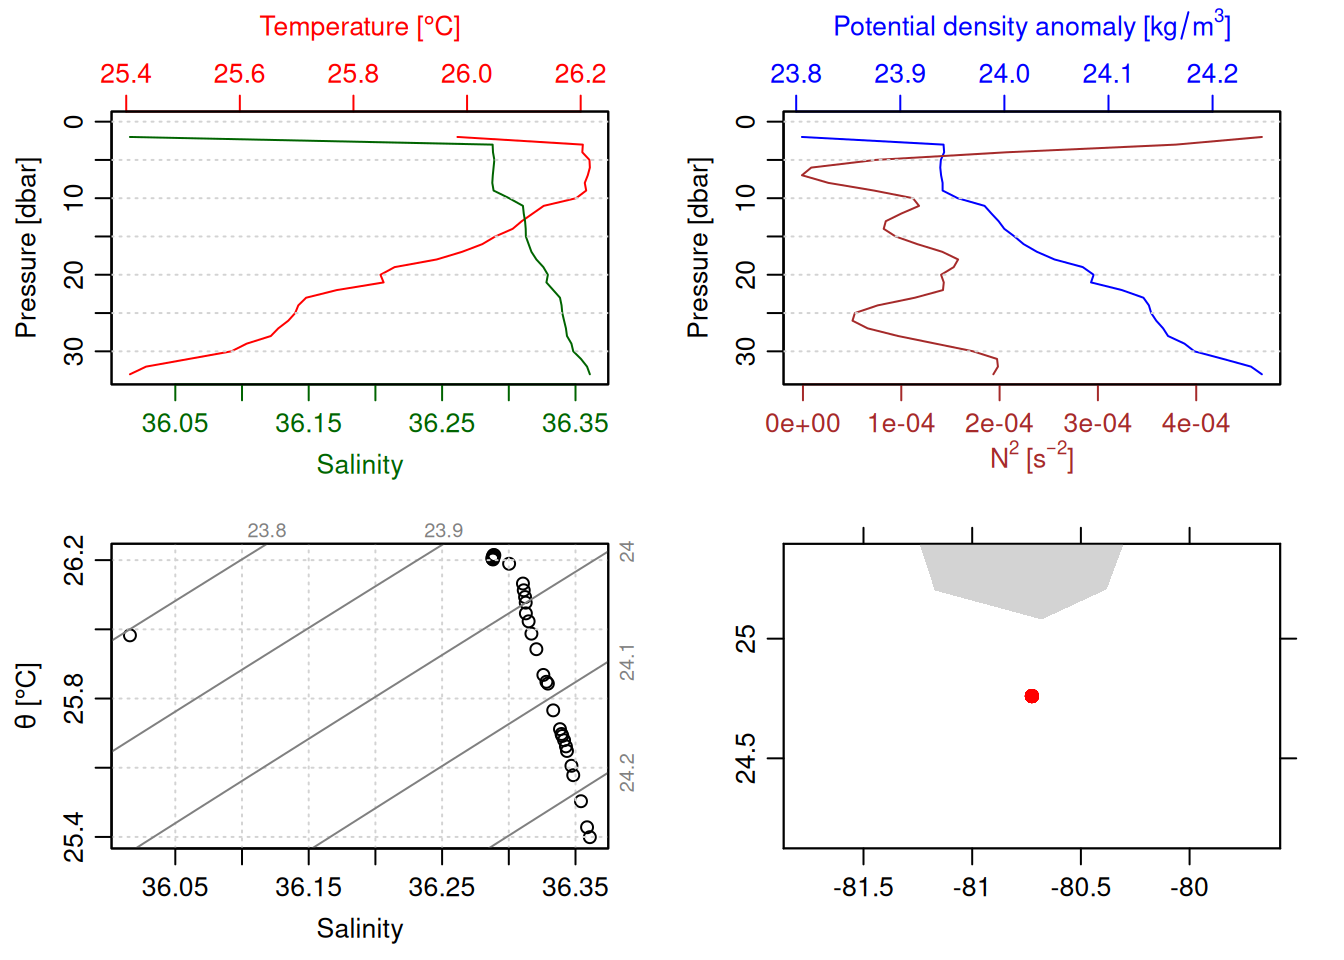 Temperature [°C]
25.4 25.6 25.8 26.0 26.2
Pressure [dbar]
0 10 20 30
36.05 36.15 36.25 36.35
Salinity
Potential density anomaly [kg/m³]
23.8 23.9 24.0 24.1 24.2
Pressure [dbar]
0 10 20 30
0e+00 1e-04 2e-04 3e-04 4e-04
N² [s⁻²]
23.8 23.9 24 24.1 24.2
θ [°C]
26.2 25.8 25.4
36.05 36.15 36.25 36.35
Salinity
25 24.5
-81.5 -81 -80.5 -80